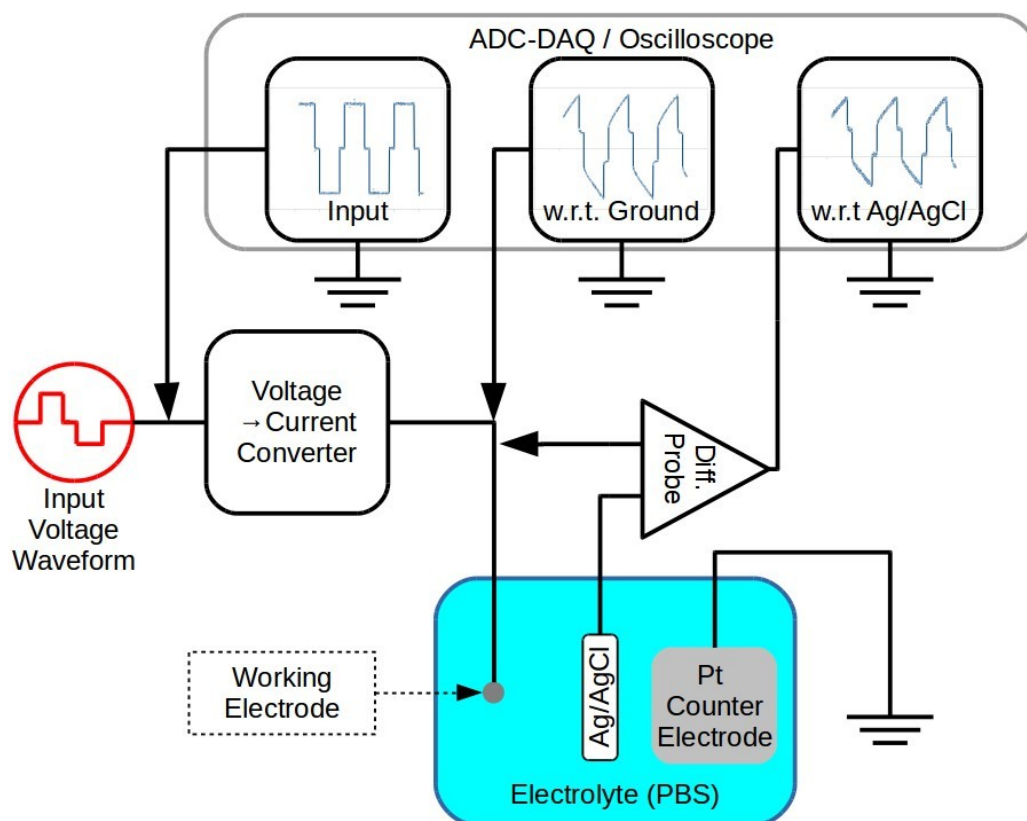 ADC-DAQ / Oscilloscope
Input
w.r.t. Ground
w.r.t Ag/AgCl
Voltage
→Current
Converter
Diff.
Probe
Input
Voltage
Waveform
Working
Electrode
Ag/AgCl
Pt
Counter
Electrode
Electrolyte (PBS)